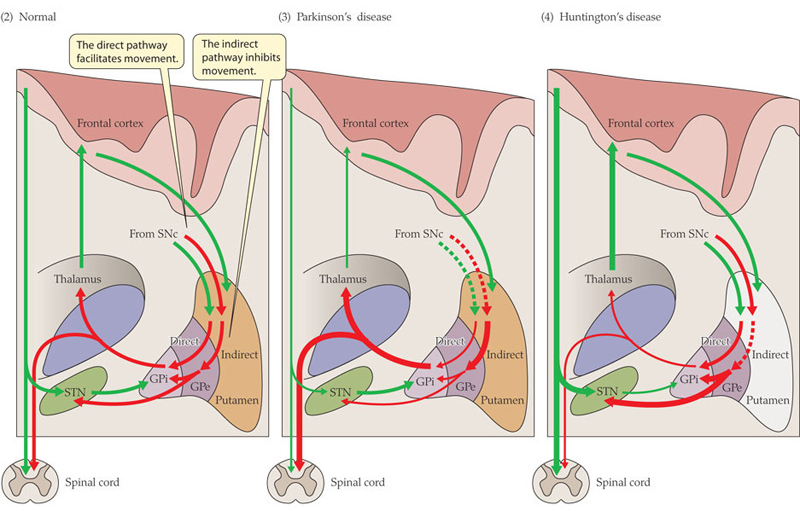 (2) Normal
The direct pathway
facilitates movement.
The indirect
pathway inhibits
movement.
Frontal cortex
From SNc
Thalamus
Direct
Indirect
GPi
GPe
STN
Putamen
Spinal cord
(3) Parkinson's disease
Frontal cortex
From SNc
Thalamus
Direct
Indirect
GPi
GPe
STN
Putamen
Spinal cord
(4) Huntington's disease
Frontal cortex
From SNc
Thalamus
Direct
Indirect
GPi
GPe
STN
Putamen
Spinal cord